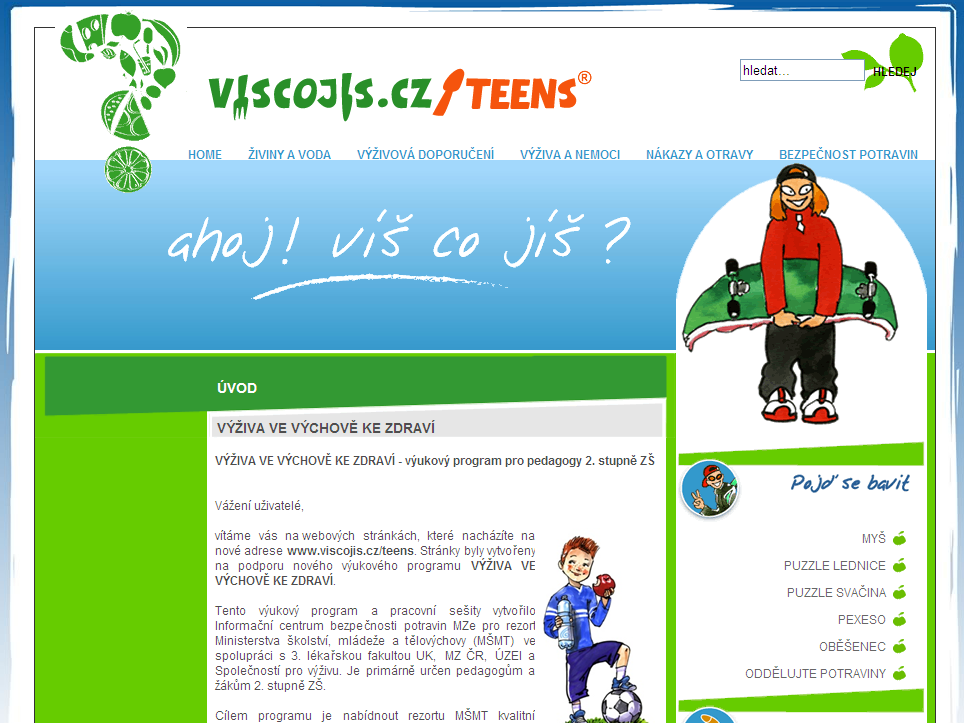 VISCOJIS.CZ/TEENS®
hledat...
HLEDEJ
HOME ŽIVINY A VODA VÝŽIVOVÁ DOPORUČENÍ VÝŽIVA A NEMOCI NÁKAZY A OTRAVY BEZPEČNOST POTRAVIN
ahoj! víš co jíš?
ÚVOD
VÝŽIVA VE VÝCHOVĚ KE ZDRAVÍ
VÝŽIVA VE VÝCHOVĚ KE ZDRAVÍ - výukový program pro pedagogy 2. stupně ZŠ
Vážení uživatelé,
vítáme vás na webových stránkách, které nacházíte na
nové adrese www.viscojis.cz/teens. Stránky byly vytvořeny
na podporu nového výukového programu VÝŽIVA VE
VÝCHOVĚ KE ZDRAVÍ.
Tento výukový program a pracovní sešity vytvořilo
Informační centrum bezpečnosti potravin MZe pro rezort
Ministerstva školství, mládeže a tělovýchovy (MŠMT) ve
spolupráci s 3. lékařskou fakultou UK, MZ ČR, ÚZEI a
Společností pro výživu. Je primárně určen pedagogům a
žákům 2. stupně ZŠ.
Cílem programu je nabídnout rezortu MŠMT kvalitní
Pojď se bavit
MYŠ
PUZZLE LEDNICE
PUZZLE SVAČINA
PEXESO
OBĚŠENEC
ODDĚLUJTE POTRAVINY